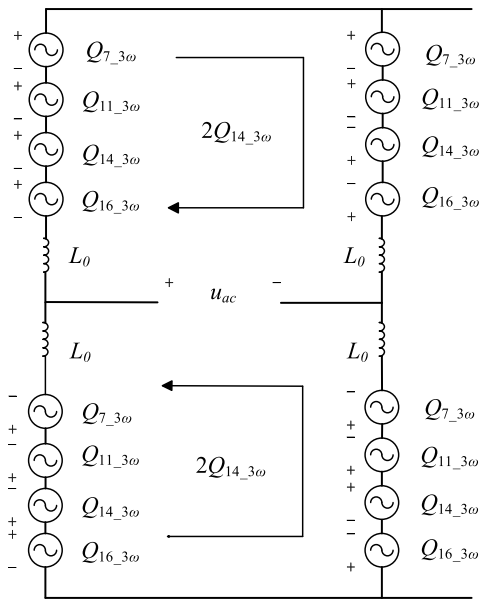 + Q7_3ω + Q7_3ω
− + Q11_3ω − + Q11_3ω
− + Q14_3ω 2Q14_3ω − − Q14_3ω
− + Q16_3ω + − Q16_3ω
− +
L0 L0
+ uac −
L0 L0
− Q7_3ω − Q7_3ω
+ − Q11_3ω + − Q11_3ω
+ − Q14_3ω 2Q14_3ω + + Q14_3ω
+ + Q16_3ω − − Q16_3ω
− +